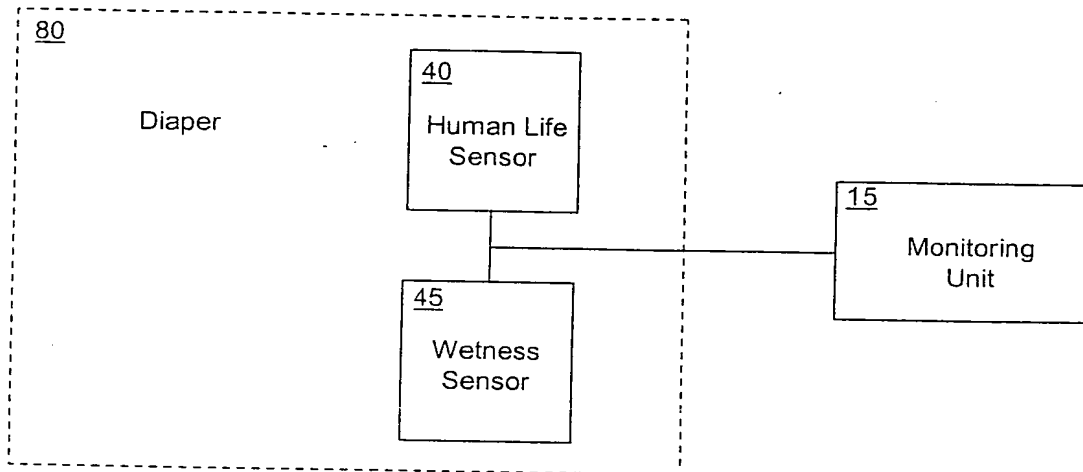 80
Diaper
40
Human Life
Sensor
45
Wetness
Sensor
15
Monitoring
Unit